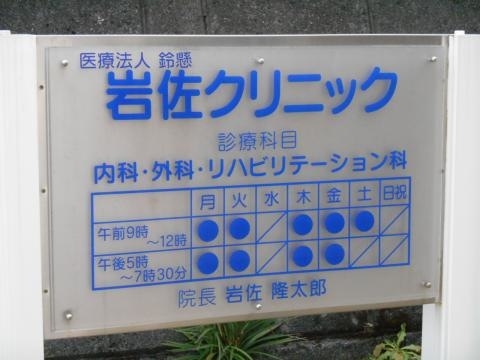 医療法人 鈴懸
岩佐クリニック
診療科目
内科・外科・リハビリテーション科
月 火 水 木 金 土 日祝
午前9時～12時 ● ● ／ ● ● ● ／
午後5時～7時30分 ● ● ／ ● ● ／ ／
院長 岩佐 隆太郎